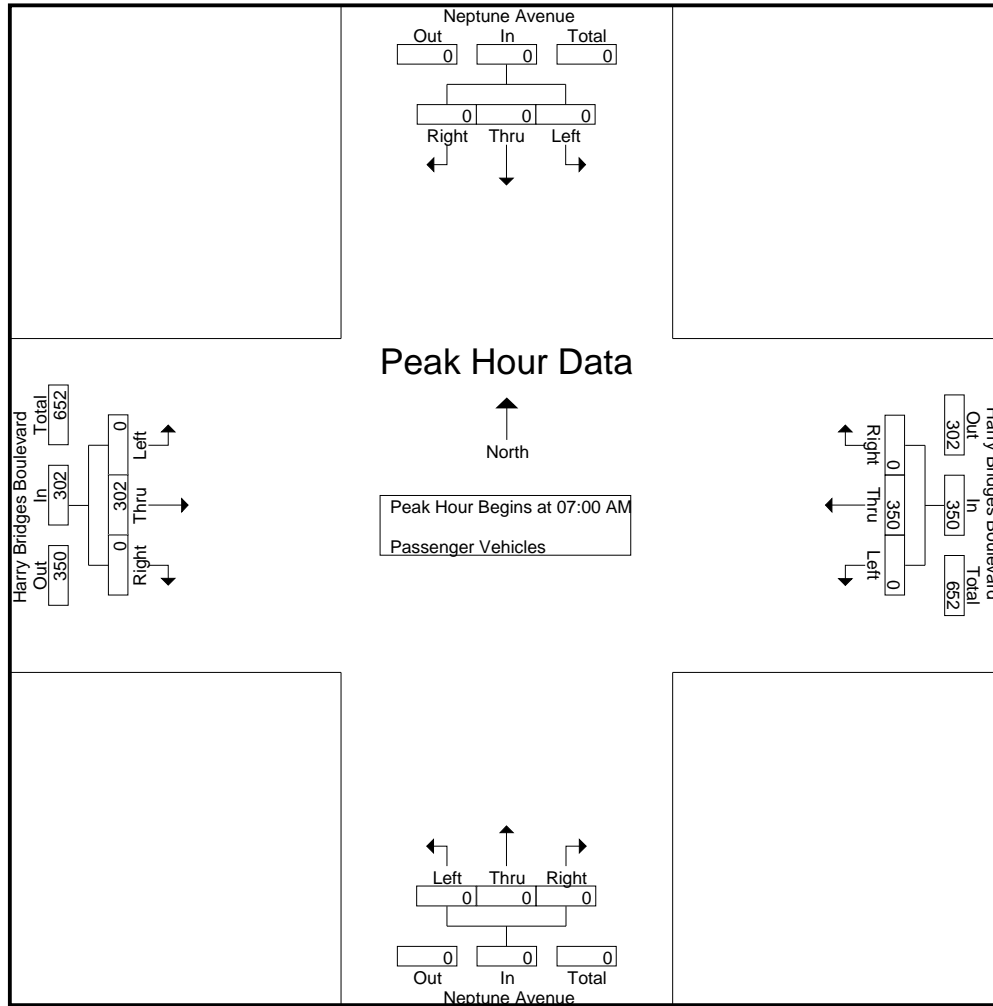 Neptune Avenue
Out In Total
0 0 0
0 0 0
Right Thru Left
Peak Hour Data
North
Peak Hour Begins at 07:00 AM
Passenger Vehicles
Harry Bridges Boulevard
Total In Out
652 302 350
0 302 0
Left Thru Right
Right Thru Left
0 350 0
Out In Total
302 350 652
Harry Bridges Boulevard
Left Thru Right
0 0 0
0 0 0
Out In Total
Neptune Avenue